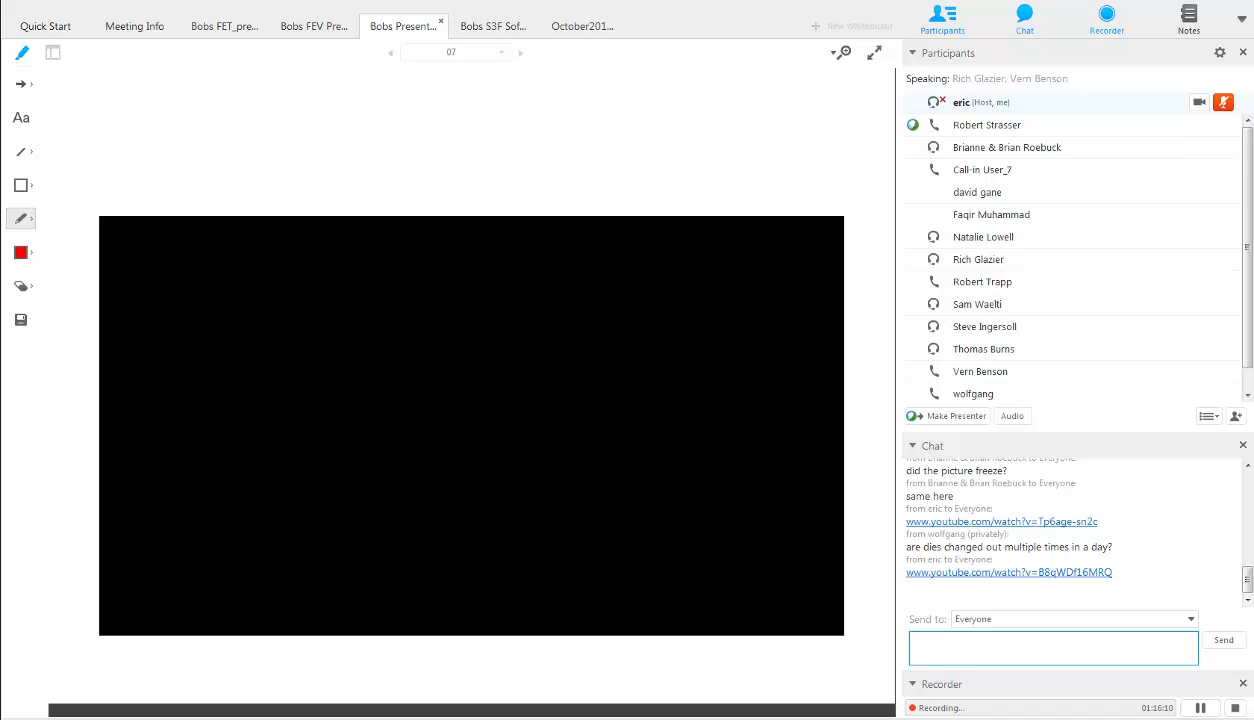 Quick Start
Meeting Info
Bobs FET_pre...
Bobs FEV Pre...
Bobs Present...
Bobs S3F Sof...
October201...
New Whiteboard
Participants
Chat
Recorder
Notes
07
Aa
Participants
Speaking: Rich Glazier, Vern Benson
eric (Host, me)
Robert Strasser
Brianne & Brian Roebuck
Call-in User_7
david gane
Faqir Muhammad
Natalie Lowell
Rich Glazier
Robert Trapp
Sam Waelti
Steve Ingersoll
Thomas Burns
Vern Benson
wolfgang
Make Presenter
Audio
Chat
from Brianne & Brian Roebuck to Everyone:
did the picture freeze?
from Brianne & Brian Roebuck to Everyone:
same here
from eric to Everyone:
www.youtube.com/watch?v=Tp6age-sn2c
from wolfgang (privately):
are dies changed out multiple times in a day?
from eric to Everyone:
www.youtube.com/watch?v=B8qWDf16MRQ
Send to: Everyone
Send
Recorder
Recording...
01:16:10